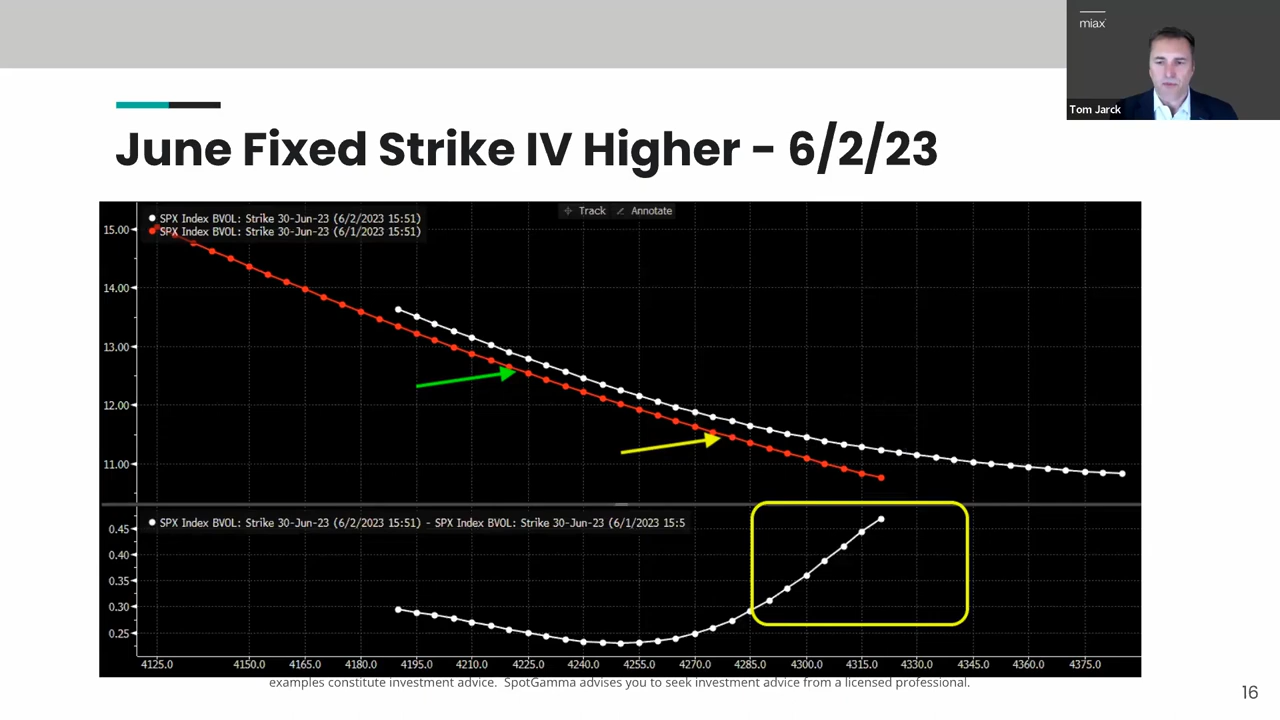 miax
Tom Jarck
June Fixed Strike IV Higher - 6/2/23
Track Annotate
SPX Index BVOL: Strike 30-Jun-23 (6/2/2023 15:51)
SPX Index BVOL: Strike 30-Jun-23 (6/1/2023 15:51)
15.00
14.00
13.00
12.00
11.00
SPX Index BVOL: Strike 30-Jun-23 (6/2/2023 15:51) - SPX Index BVOL: Strike 30-Jun-23 (6/1/2023 15:5
0.45
0.40
0.35
0.30
0.25
4125.0 4150.0 4165.0 4180.0 4195.0 4210.0 4225.0 4240.0 4255.0 4270.0 4285.0 4300.0 4315.0 4330.0 4345.0 4360.0 4375.0
examples constitute investment advice. SpotGamma advises you to seek investment advice from a licensed professional.
16